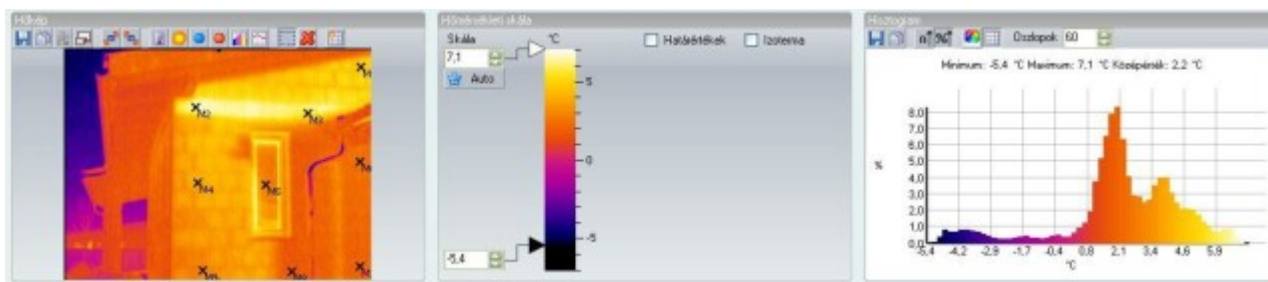 Hőkép
M2
M3
M4
M5
Hőmérsékleti skála
Skála
°C
7,1
Auto
-5,4
5
0
-5
Határértékek
Izoterma
Hisztogram
Oszlopok 60
Minimum: -5,4 °C Maximum: 7,1 °C Középérték: 2,2 °C
8,0
7,0
6,0
5,0
4,0
3,0
2,0
1,0
0,0
%
-5,4 -4,2 -2,9 -1,7 -0,4 0,8 2,1 3,4 4,6 5,9
°C